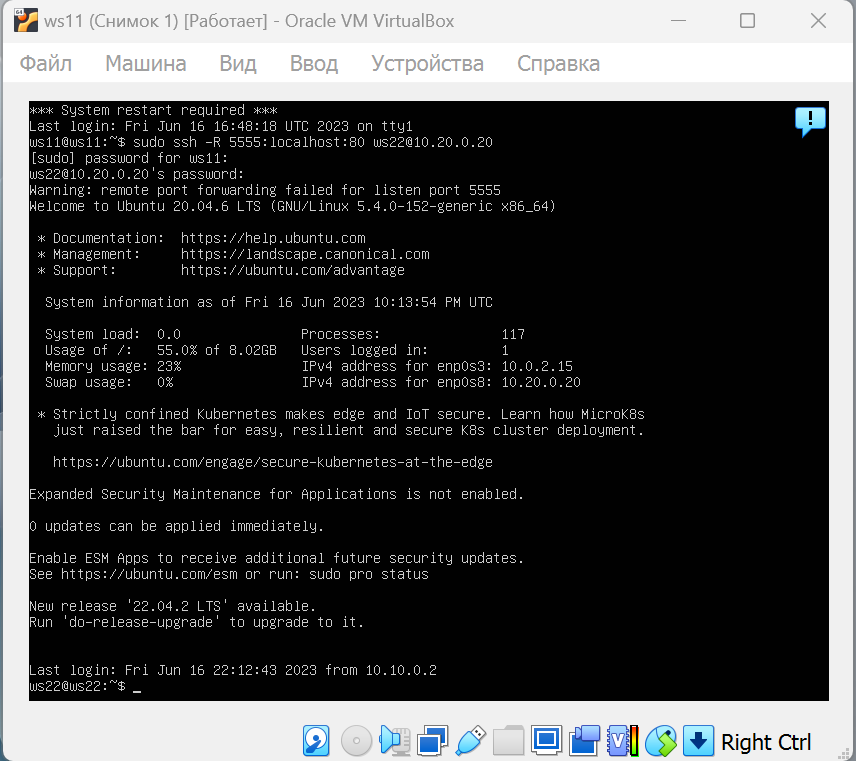 64
ws11 (Снимок 1) [Работает] - Oracle VM VirtualBox
Файл Машина Вид Ввод Устройства Справка
*** System restart required ***
Last login: Fri Jun 16 16:48:18 UTC 2023 on tty1
ws11@ws11:~$ sudo ssh -R 5555:localhost:80 ws22@10.20.0.20
[sudo] password for ws11:
ws22@10.20.0.20's password:
Warning: remote port forwarding failed for listen port 5555
Welcome to Ubuntu 20.04.6 LTS (GNU/Linux 5.4.0-152-generic x86_64)
* Documentation: https://help.ubuntu.com
* Management: https://landscape.canonical.com
* Support: https://ubuntu.com/advantage
System information as of Fri 16 Jun 2023 10:13:54 PM UTC
System load: 0.0 Processes: 117
Usage of /: 55.0% of 8.02GB Users logged in: 1
Memory usage: 23% IPv4 address for enp0s3: 10.0.2.15
Swap usage: 0% IPv4 address for enp0s8: 10.20.0.20
* Strictly confined Kubernetes makes edge and IoT secure. Learn how MicroK8s
just raised the bar for easy, resilient and secure K8s cluster deployment.
https://ubuntu.com/engage/secure-kubernetes-at-the-edge
Expanded Security Maintenance for Applications is not enabled.
0 updates can be applied immediately.
Enable ESM Apps to receive additional future security updates.
See https://ubuntu.com/esm or run: sudo pro status
New release '22.04.2 LTS' available.
Run 'do-release-upgrade' to upgrade to it.
Last login: Fri Jun 16 22:12:43 2023 from 10.10.0.2
ws22@ws22:~$ _
Right Ctrl